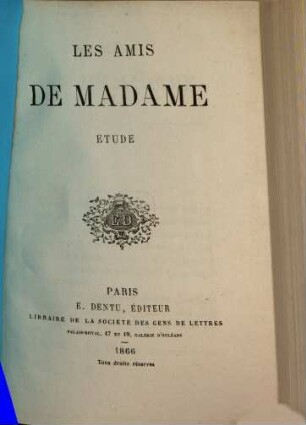 LES AMIS
DE MADAME
ETUDE
ED
PARIS
E. DENTU, ÉDITEUR
LIBRAIRE DE LA SOCIÉTÉ DES GENS DE LETTRES
PALAIS-ROYAL, 17 ET 19, GALERIE D'ORLÉANS
1866
Tous droits réservés